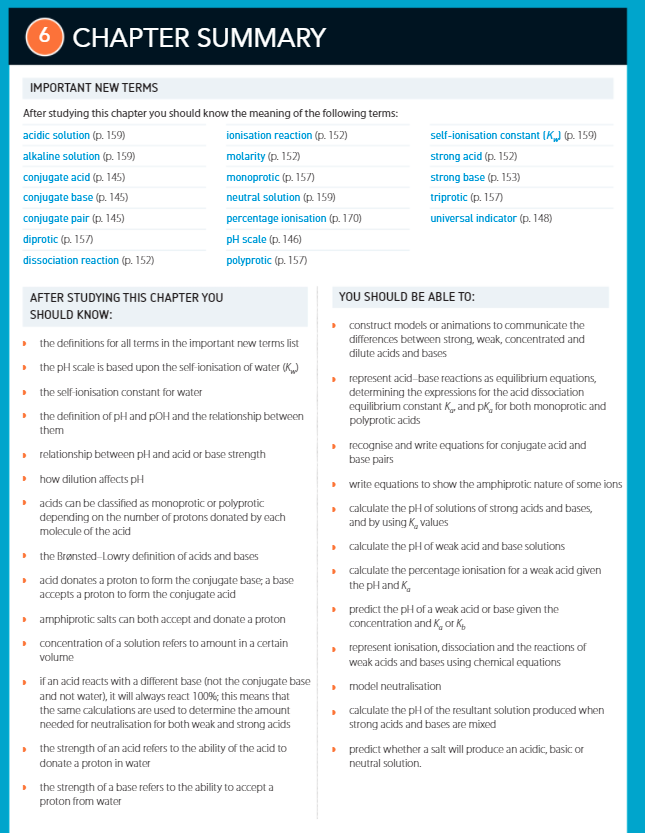 6 CHAPTER SUMMARY
IMPORTANT NEW TERMS
After studying this chapter you should know the meaning of the following terms:
acidic solution (p. 159)
alkaline solution (p. 159)
conjugate acid (p. 145)
conjugate base (p. 145)
conjugate pair (p. 145)
diprotic (p. 157)
dissociation reaction (p. 152)
ionisation reaction (p. 152)
molarity (p. 152)
monoprotic (p. 157)
neutral solution (p. 159)
percentage ionisation (p. 170)
pH scale (p. 146)
polyprotic (p. 157)
self-ionisation constant (Kw) (p. 159)
strong acid (p. 152)
strong base (p. 153)
triprotic (p. 157)
universal indicator (p. 148)
AFTER STUDYING THIS CHAPTER YOU
SHOULD KNOW:
the definitions for all terms in the important new terms list
the pH scale is based upon the self-ionisation of water (Kw)
the self-ionisation constant for water
the definition of pH and pOH and the relationship between
them
relationship between pH and acid or base strength
how dilution affects pH
acids can be classified as monoprotic or polyprotic
depending on the number of protons donated by each
molecule of the acid
the Brønsted–Lowry definition of acids and bases
acid donates a proton to form the conjugate base; a base
accepts a proton to form the conjugate acid
amphiprotic salts can both accept and donate a proton
concentration of a solution refers to amount in a certain
volume
if an acid reacts with a different base (not the conjugate base
and not water), it will always react 100%; this means that
the same calculations are used to determine the amount
needed for neutralisation for both weak and strong acids
the strength of an acid refers to the ability of the acid to
donate a proton in water
the strength of a base refers to the ability to accept a
proton from water
YOU SHOULD BE ABLE TO:
construct models or animations to communicate the
differences between strong, weak, concentrated and
dilute acids and bases
represent acid–base reactions as equilibrium equations,
determining the expressions for the acid dissociation
equilibrium constant Ka, and pKa for both monoprotic and
polyprotic acids
recognise and write equations for conjugate acid and
base pairs
write equations to show the amphiprotic nature of some ions
calculate the pH of solutions of strong acids and bases,
and by using Ka values
calculate the pH of weak acid and base solutions
calculate the percentage ionisation for a weak acid given
the pH and Ka
predict the pH of a weak acid or base given the
concentration and Ka or Kb
represent ionisation, dissociation and the reactions of
weak acids and bases using chemical equations
model neutralisation
calculate the pH of the resultant solution produced when
strong acids and bases are mixed
predict whether a salt will produce an acidic, basic or
neutral solution.